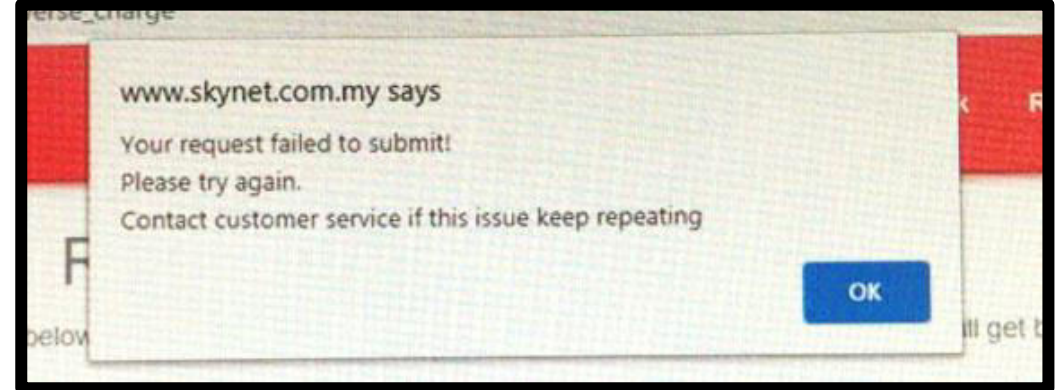 erse_charge
www.skynet.com.my says
Your request failed to submit!
Please try again.
Contact customer service if this issue keep repeating
OK
below
ll get b